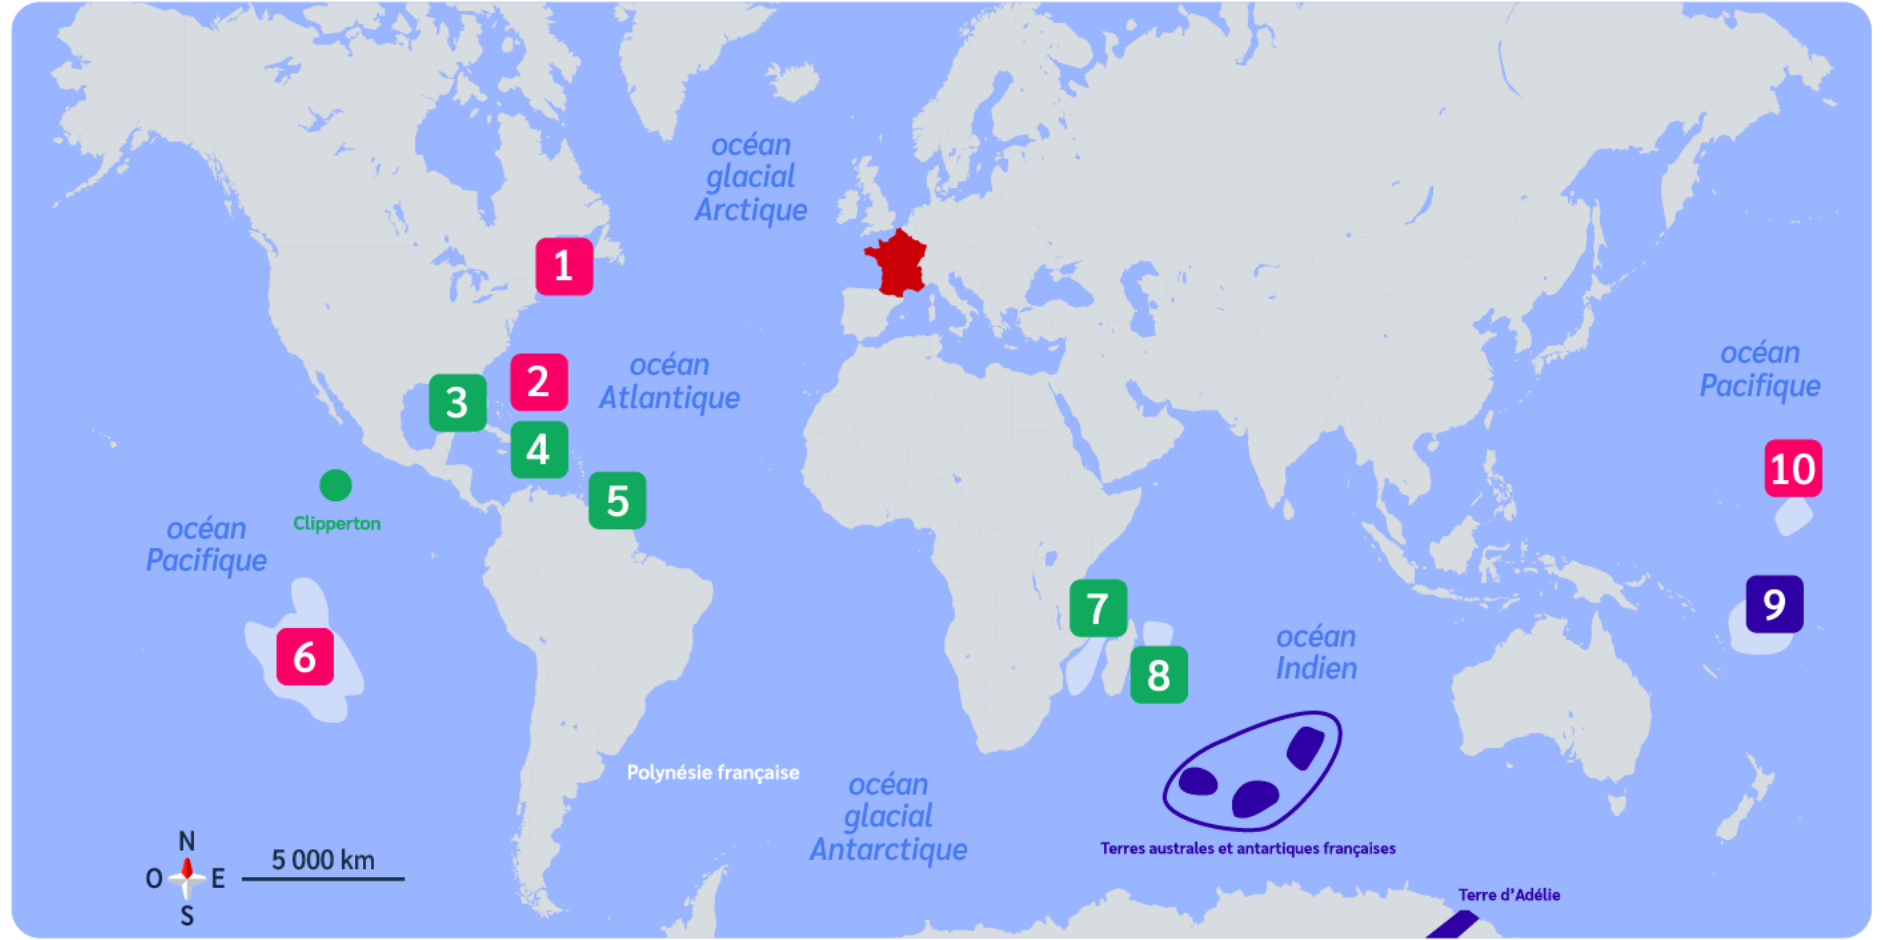 océan
glacial
Arctique
1
océan
Atlantique
2
3
4
5
océan
Pacifique
10
Clipperton
océan
Pacifique
6
7
8
9
océan
Indien
Polynésie française
océan
glacial
Antarctique
Terres australes et antartiques françaises
Terre d'Adélie
N
O
E
S
5 000 km